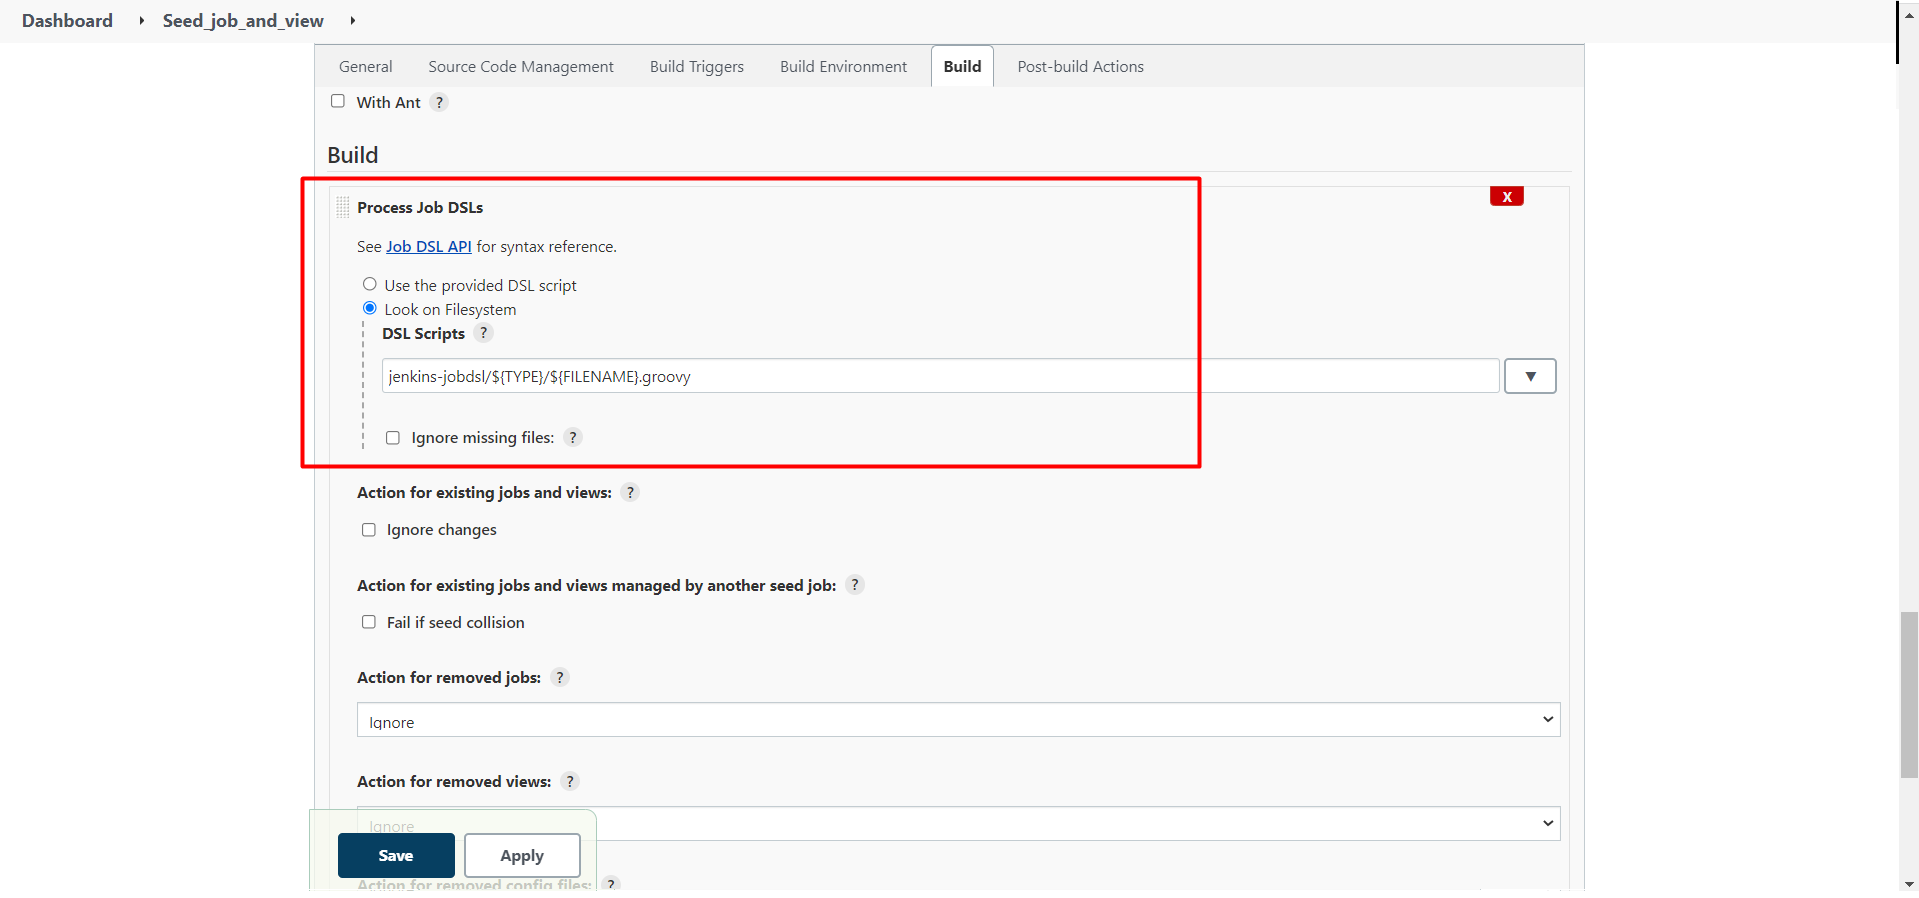 Dashboard Seed_job_and_view
General Source Code Management Build Triggers Build Environment Build Post-build Actions
With Ant ?
Build
Process Job DSLs
X
See Job DSL API for syntax reference.
Use the provided DSL script
Look on Filesystem
DSL Scripts ?
jenkins-jobdsl/${TYPE}/${FILENAME}.groovy
Ignore missing files: ?
Action for existing jobs and views: ?
Ignore changes
Action for existing jobs and views managed by another seed job: ?
Fail if seed collision
Action for removed jobs: ?
Ignore
Action for removed views: ?
Ignore
Save Apply
Action for removed config files: ?